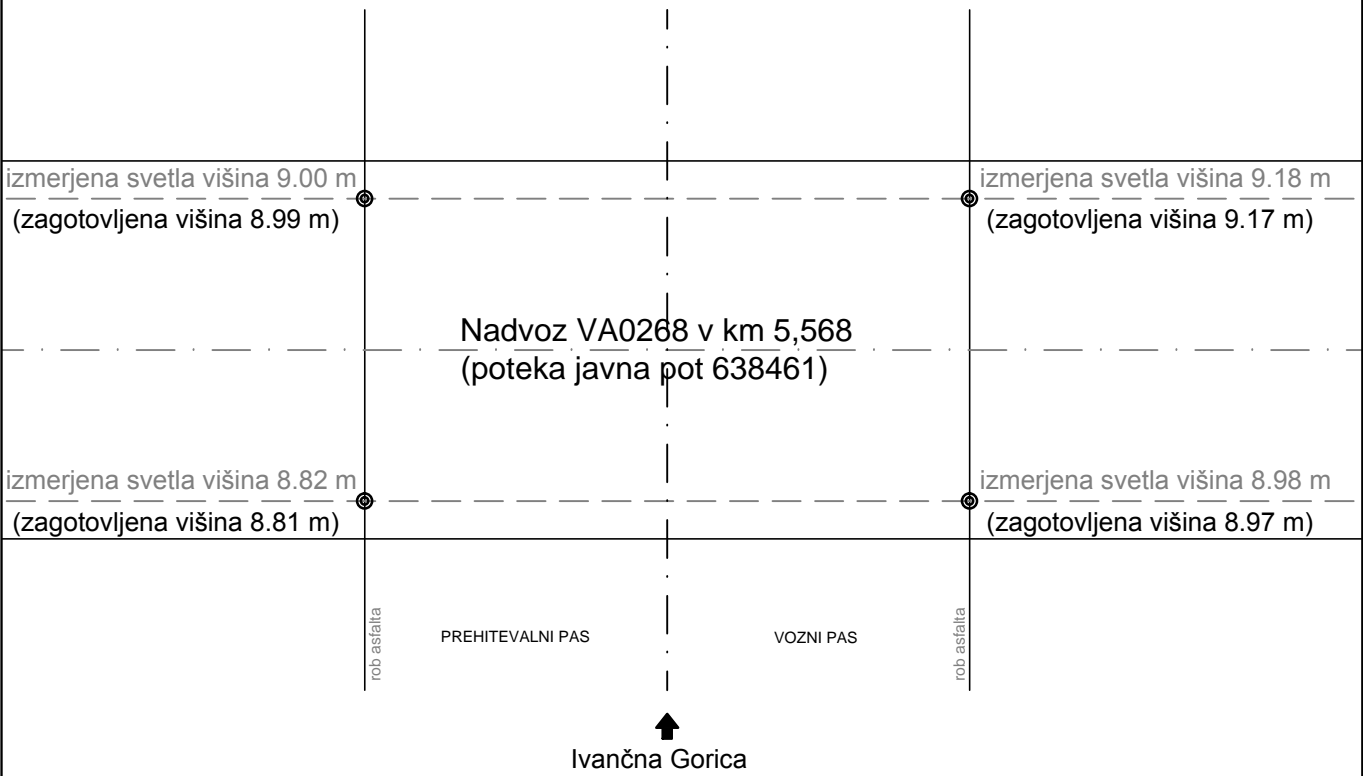 izmerjena svetla višina 9.00 m
(zagotovljena višina 8.99 m)
izmerjena svetla višina 9.18 m
(zagotovljena višina 9.17 m)
Nadvoz VA0268 v km 5,568
(poteka javna pot 638461)
izmerjena svetla višina 8.82 m
(zagotovljena višina 8.81 m)
izmerjena svetla višina 8.98 m
(zagotovljena višina 8.97 m)
rob asfalta
PREHITEVALNI PAS
VOZNI PAS
rob asfalta
Ivančna Gorica